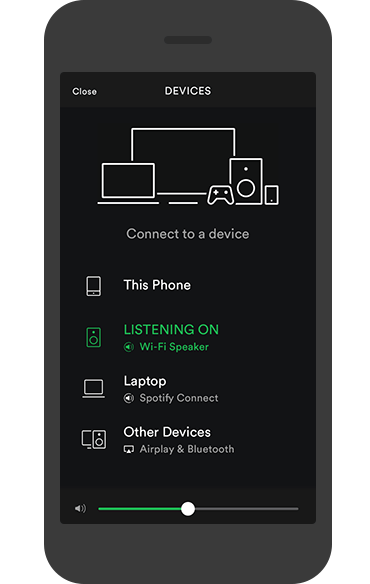 Close
DEVICES
Connect to a device
This Phone
LISTENING ON
Wi-Fi Speaker
Laptop
Spotify Connect
Other Devices
Airplay & Bluetooth